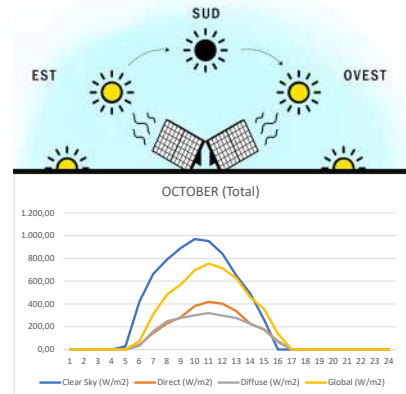 SUD
EST
OVEST
OCTOBER (Total)
1.200,00
1.000,00
800,00
600,00
400,00
200,00
0,00
1 2 3 4 5 6 7 8 9 10 11 12 13 14 15 16 17 18 19 20 21 22 23 24
Clear Sky (W/m2) Direct (W/m2) Diffuse (W/m2) Global (W/m2)